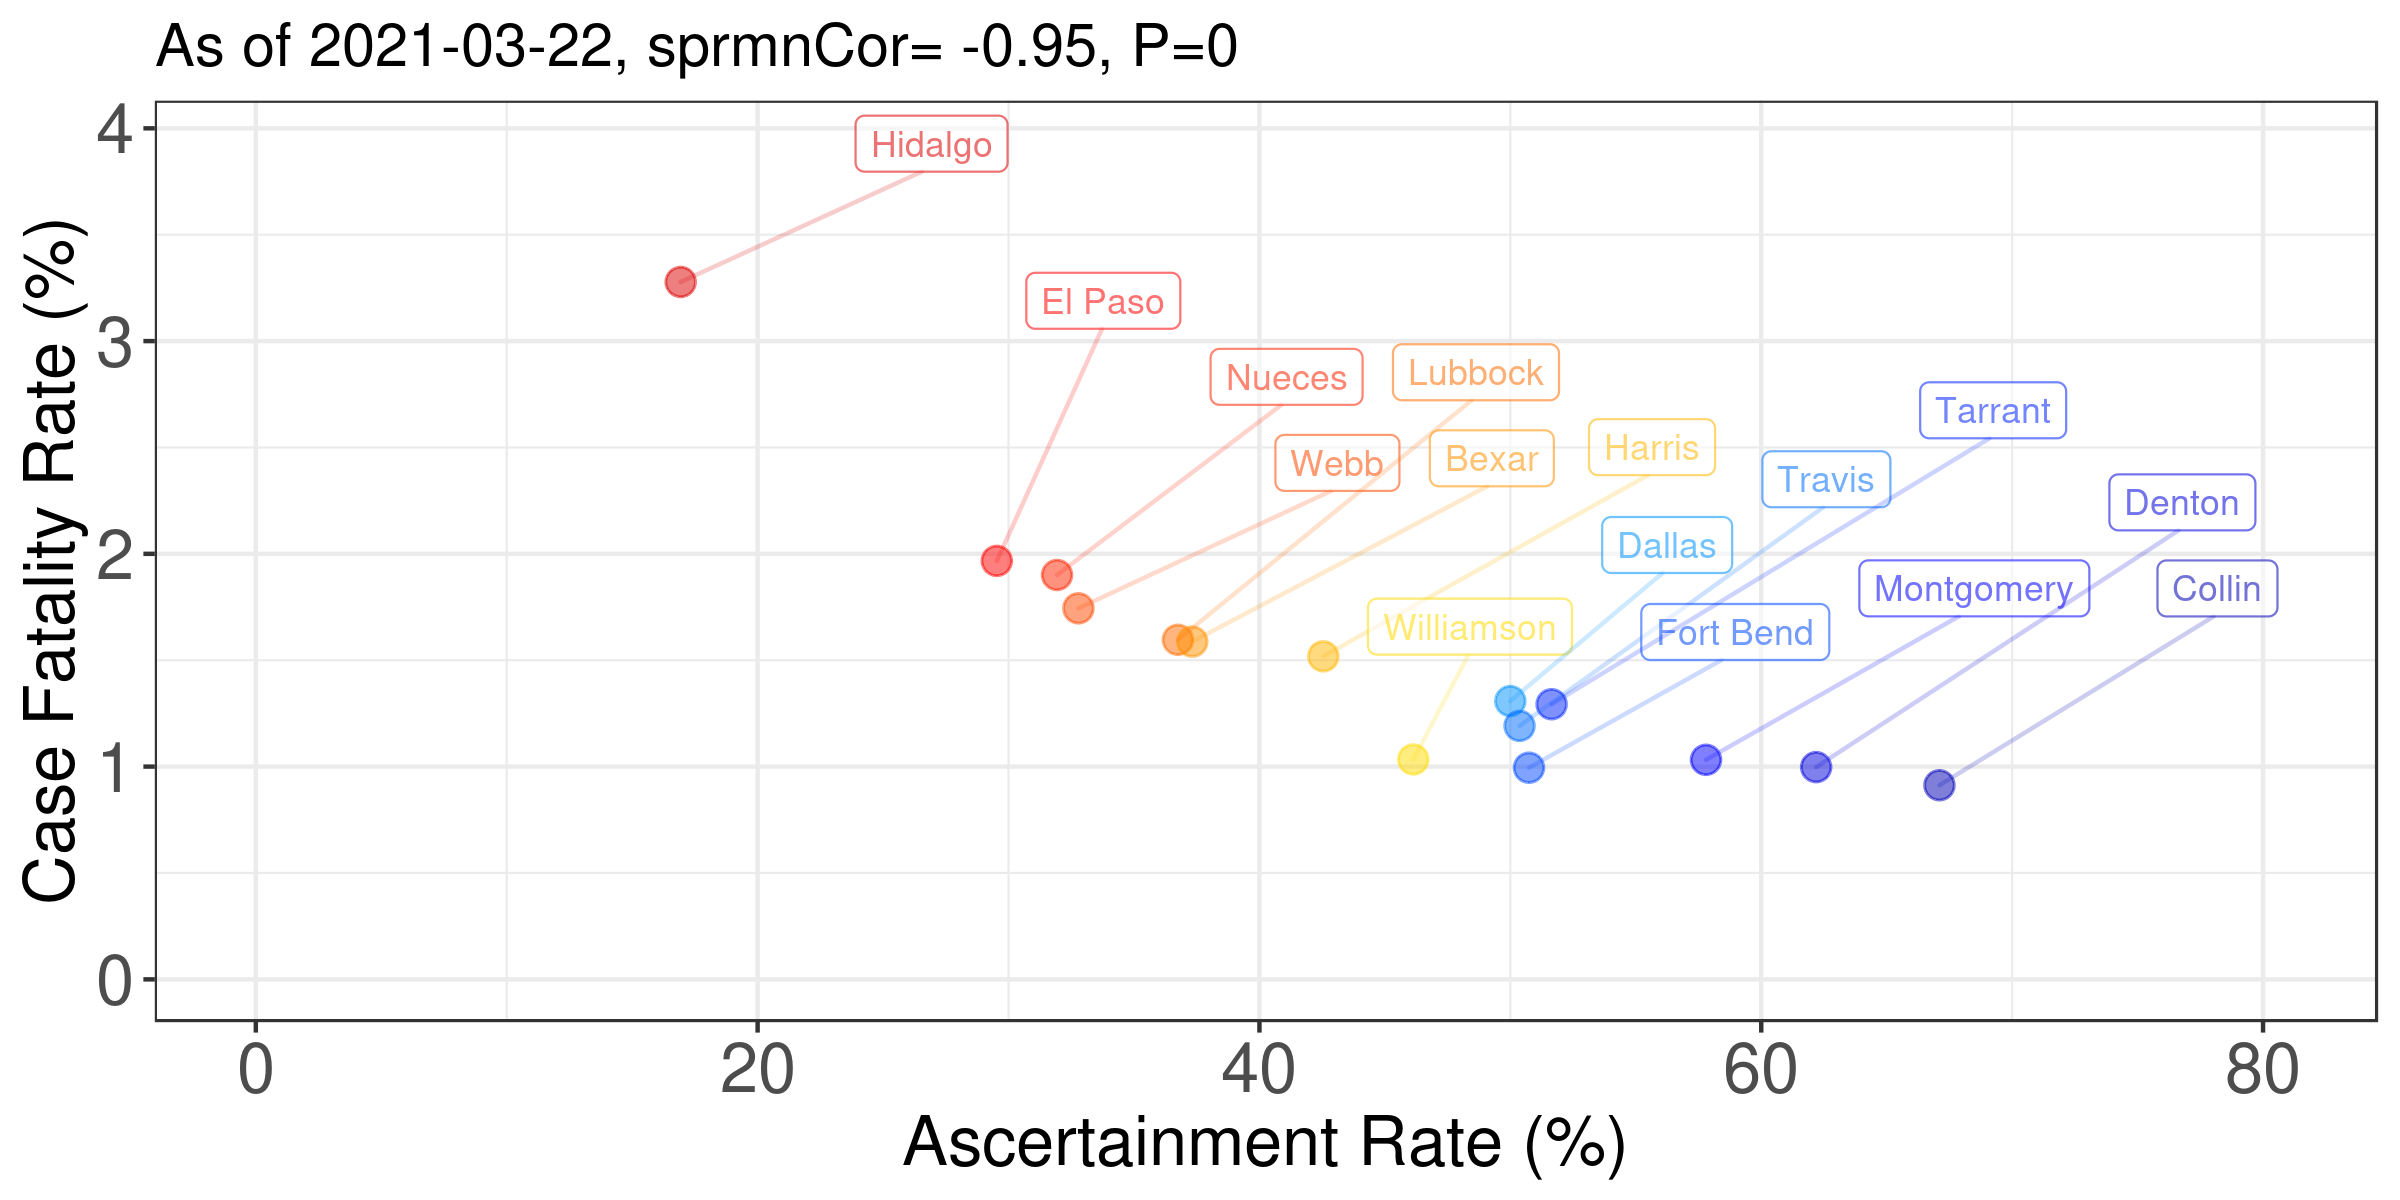 As of 2021-03-22, sprmnCor= -0.95, P=0
Case Fatality Rate (%)
4
3
2
1
0
Hidalgo
El Paso
Nueces
Lubbock
Tarrant
Webb
Bexar
Harris
Travis
Denton
Dallas
Montgomery
Collin
Williamson
Fort Bend
0 20 40 60 80
Ascertainment Rate (%)